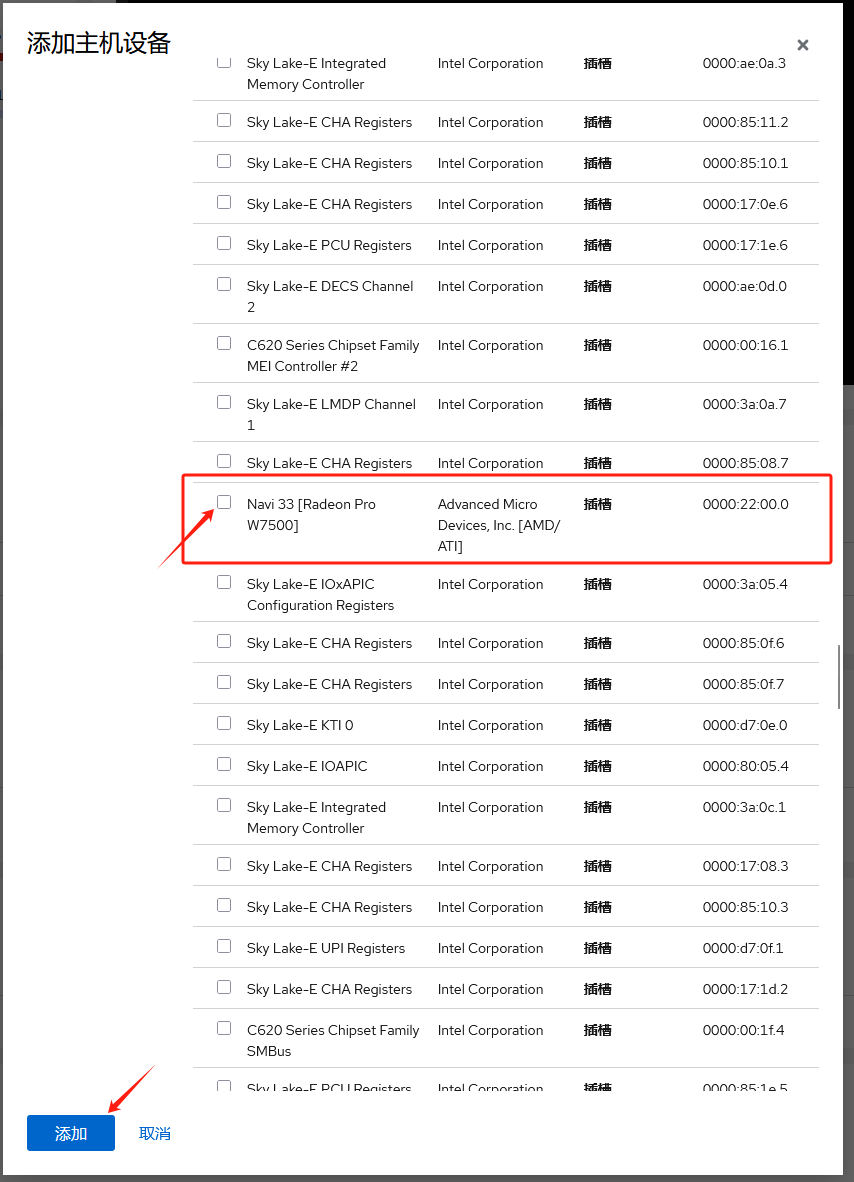 添加主机设备
Sky Lake-E Integrated Memory Controller Intel Corporation 插槽 0000:ae:0a.3
Sky Lake-E CHA Registers Intel Corporation 插槽 0000:85:11.2
Sky Lake-E CHA Registers Intel Corporation 插槽 0000:85:10.1
Sky Lake-E CHA Registers Intel Corporation 插槽 0000:17:0e.6
Sky Lake-E PCU Registers Intel Corporation 插槽 0000:17:1e.6
Sky Lake-E DECS Channel 2 Intel Corporation 插槽 0000:ae:0d.0
C620 Series Chipset Family MEI Controller #2 Intel Corporation 插槽 0000:00:16.1
Sky Lake-E LMDP Channel 1 Intel Corporation 插槽 0000:3a:0a.7
Sky Lake-E CHA Registers Intel Corporation 插槽 0000:85:08.7
Navi 33 [Radeon Pro W7500] Advanced Micro Devices, Inc. [AMD/ATI] 插槽 0000:22:00.0
Sky Lake-E IOxAPIC Configuration Registers Intel Corporation 插槽 0000:3a:05.4
Sky Lake-E CHA Registers Intel Corporation 插槽 0000:85:0f.6
Sky Lake-E CHA Registers Intel Corporation 插槽 0000:85:0f.7
Sky Lake-E KTI 0 Intel Corporation 插槽 0000:d7:0e.0
Sky Lake-E IOAPIC Intel Corporation 插槽 0000:80:05.4
Sky Lake-E Integrated Memory Controller Intel Corporation 插槽 0000:3a:0c.1
Sky Lake-E CHA Registers Intel Corporation 插槽 0000:17:08.3
Sky Lake-E CHA Registers Intel Corporation 插槽 0000:85:10.3
Sky Lake-E UPI Registers Intel Corporation 插槽 0000:d7:0f.1
Sky Lake-E CHA Registers Intel Corporation 插槽 0000:17:1d.2
C620 Series Chipset Family SMBus Intel Corporation 插槽 0000:00:1f.4
Sky Lake-E PCU Registers Intel Corporation 插槽 0000:85:1e.5
添加 取消